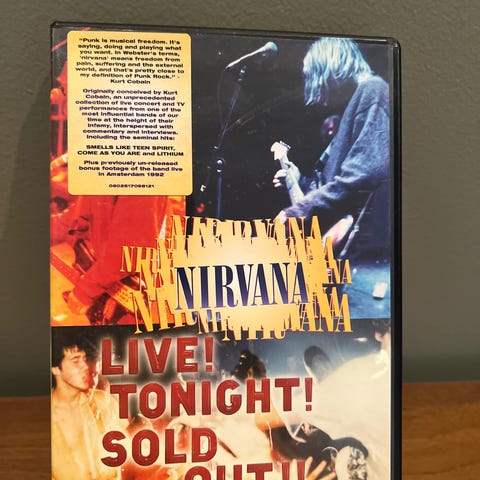 "Punk is musical freedom. It's
saying, doing and playing what
you want. In Webster's terms,
'nirvana' means freedom from
pain, suffering and the external
world, and that's pretty close to
my definition of Punk Rock." -
Kurt Cobain
Originally conceived by Kurt
Cobain, an unprecedented
collection of live concert and TV
performances from one of the
most influential bands of our
time at the height of their
infamy, interspersed with
commentary and interviews.
Including the seminal hits:
SMELLS LIKE TEEN SPIRIT,
COME AS YOU ARE and LITHIUM
Plus previously un-released
bonus footage of the band live
in Amsterdam 1992
0602517098121
NIRVANA
LIVE!
TONIGHT!
SOLD
OUT!!